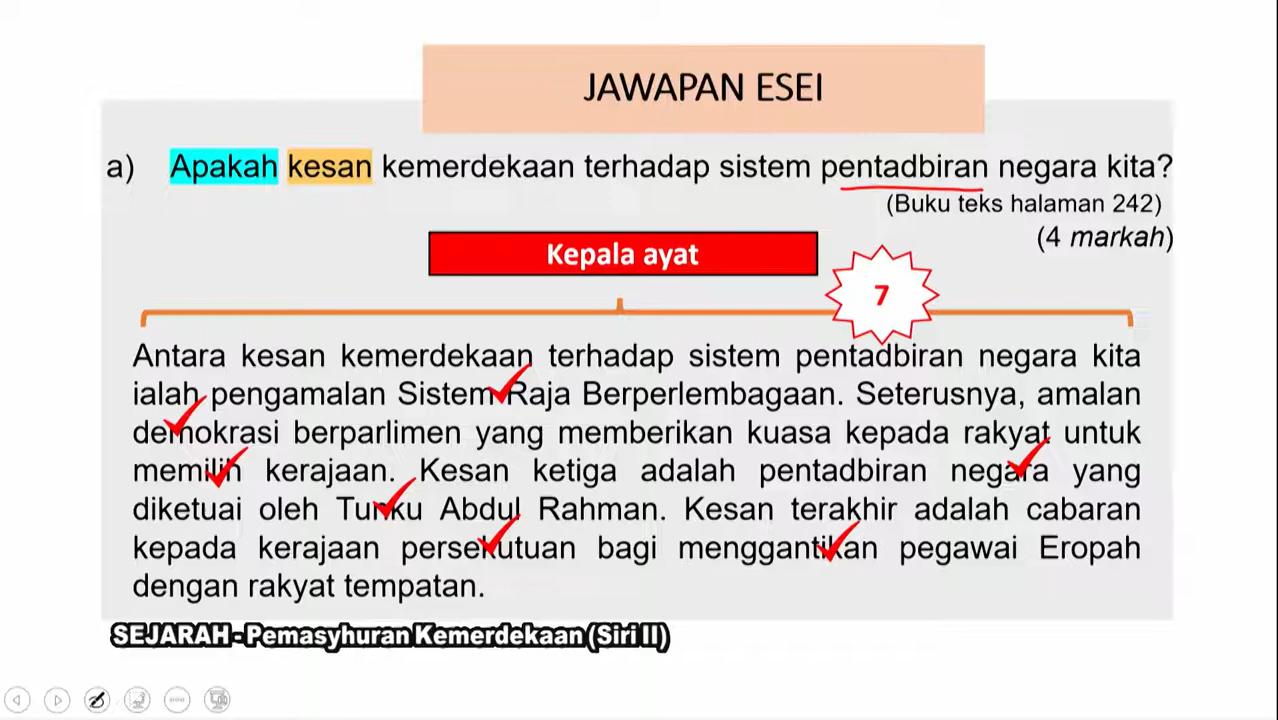 JAWAPAN ESEI
a) Apakah kesan kemerdekaan terhadap sistem pentadbiran negara kita?
(Buku teks halaman 242)
(4 markah)
Kepala ayat
7
Antara kesan kemerdekaan terhadap sistem pentadbiran negara kita
ialah pengamalan Sistem Raja Berperlembagaan. Seterusnya, amalan
demokrasi berparlimen yang memberikan kuasa kepada rakyat untuk
memilih kerajaan. Kesan ketiga adalah pentadbiran negara yang
diketuai oleh Tunku Abdul Rahman. Kesan terakhir adalah cabaran
kepada kerajaan persekutuan bagi menggantikan pegawai Eropah
dengan rakyat tempatan.
SEJARAH - Pemasyhuran Kemerdekaan (Siri II)